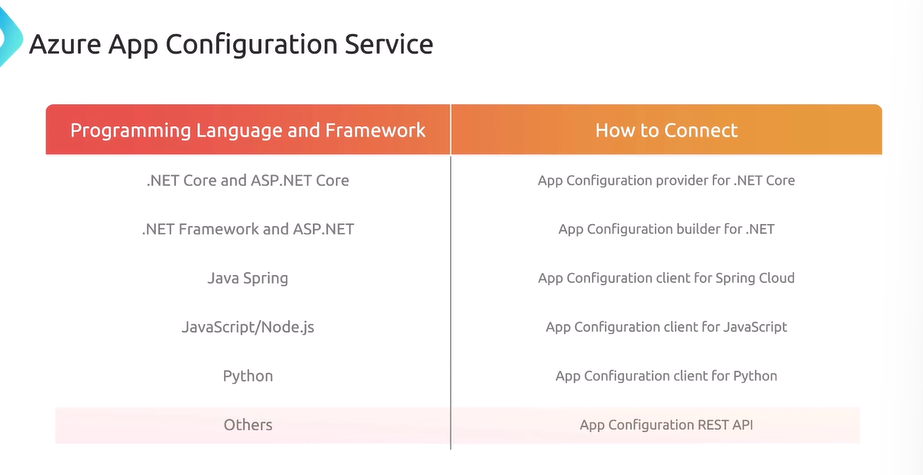 Azure App Configuration Service
Programming Language and Framework How to Connect
.NET Core and ASP.NET Core App Configuration provider for .NET Core
.NET Framework and ASP.NET App Configuration builder for .NET
Java Spring App Configuration client for Spring Cloud
JavaScript/Node.js App Configuration client for JavaScript
Python App Configuration client for Python
Others App Configuration REST API